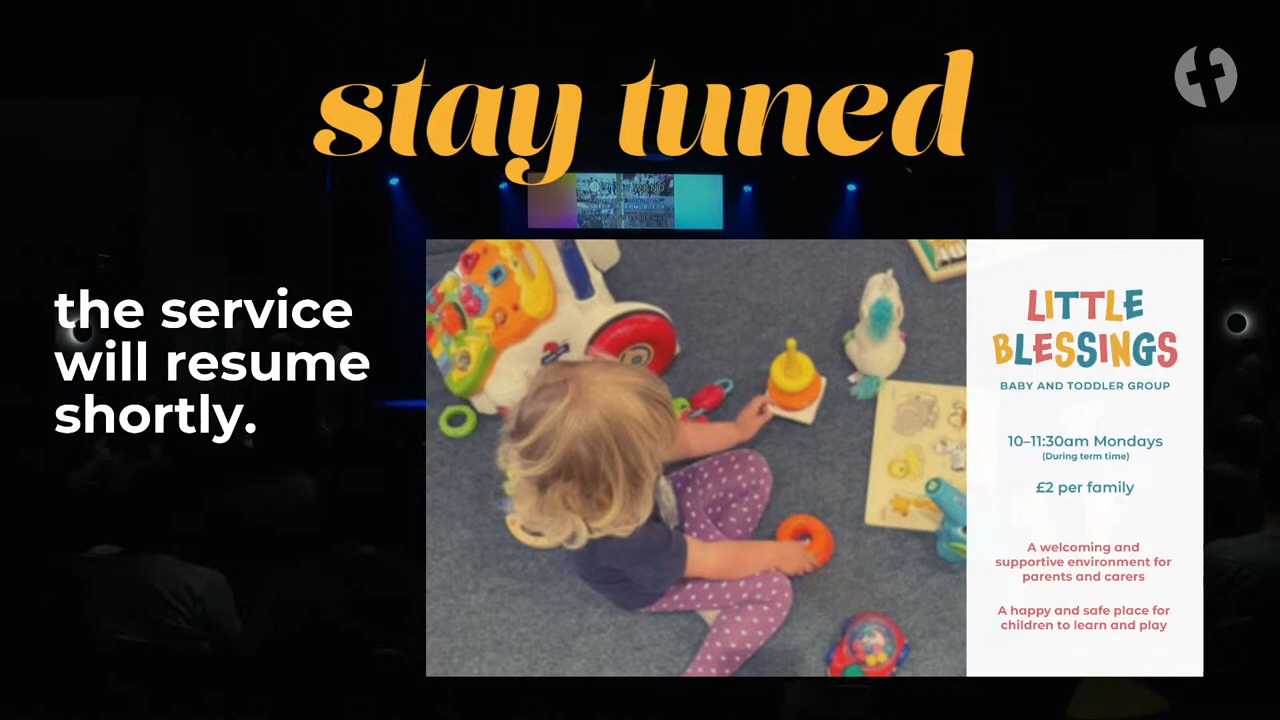 stay tuned
the service
will resume
shortly.
LITTLE
BLESSINGS
BABY AND TODDLER GROUP
10–11:30am Mondays
(During term time)
£2 per family
A welcoming and
supportive environment for
parents and carers
A happy and safe place for
children to learn and play